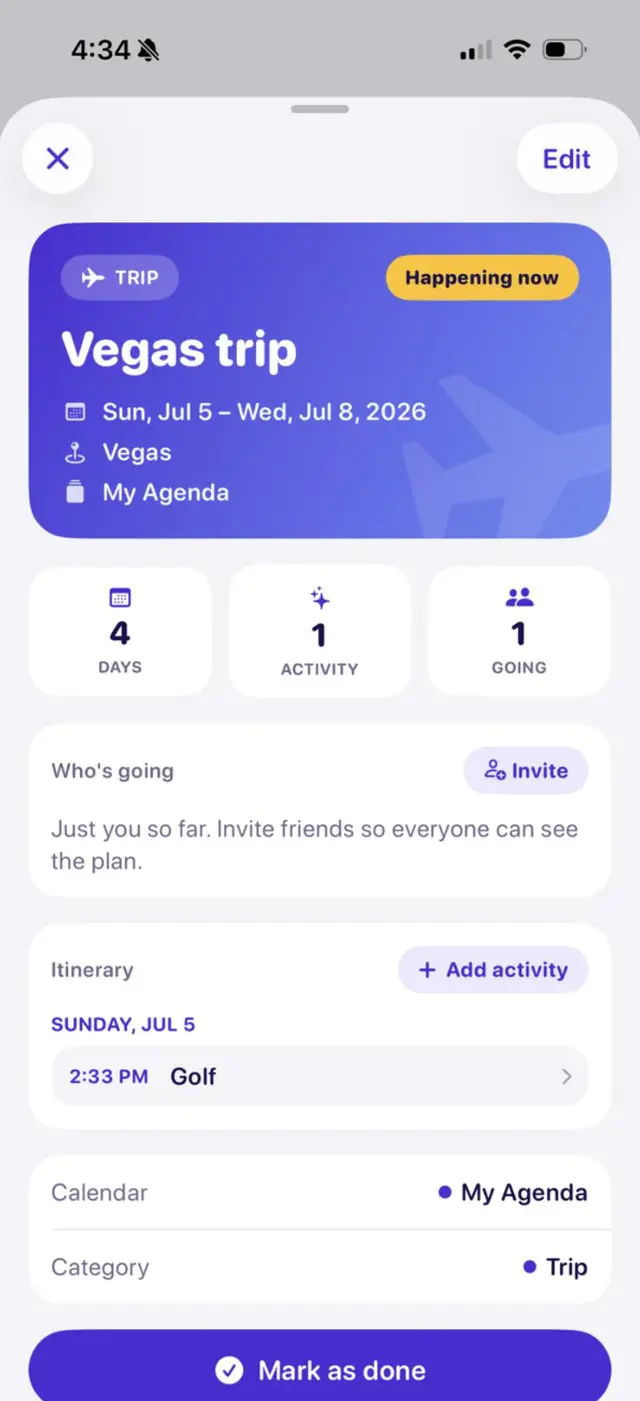 4:34
Edit
TRIP
Happening now
Vegas trip
Sun, Jul 5 – Wed, Jul 8, 2026
Vegas
My Agenda
4
DAYS
1
ACTIVITY
1
GOING
Who's going
Invite
Just you so far. Invite friends so everyone can see
the plan.
Itinerary
+ Add activity
SUNDAY, JUL 5
2:33 PM Golf
Calendar
My Agenda
Category
Trip
Mark as done